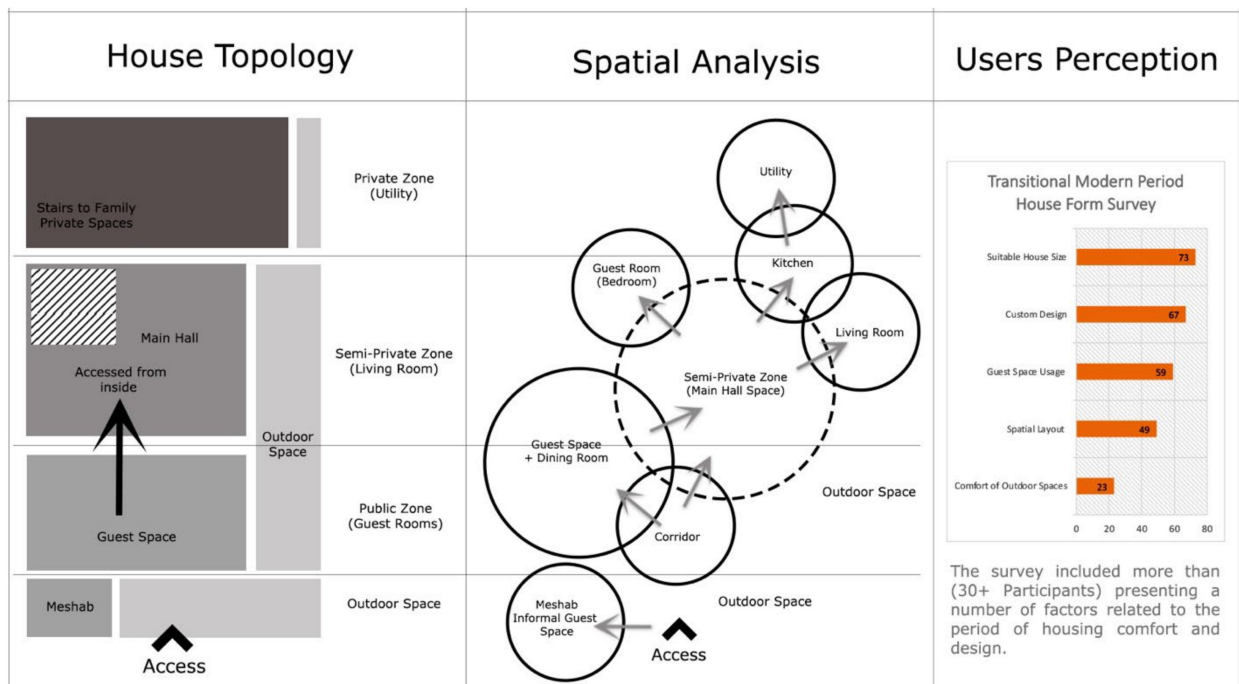 House Topology
Stairs to Family
Private Spaces
Private Zone
(Utility)
Main Hall
Accessed from
inside
Semi-Private Zone
(Living Room)
Outdoor
Space
Guest Space
Public Zone
(Guest Rooms)
Meshab
Outdoor Space
Access
Spatial Analysis
Utility
Kitchen
Guest Room
(Bedroom)
Living Room
Semi-Private Zone
(Main Hall Space)
Guest Space
+ Dining Room
Outdoor Space
Corridor
Meshab
Informal Guest
Space
Outdoor Space
Access
Users Perception
Transitional Modern Period
House Form Survey
Suitable House Size 73
Custom Design 67
Guest Space Usage 59
Spatial Layout 49
Comfort of Outdoor Spaces 23
0 20 40 60 80
The survey included more than
(30+ Participants) presenting a
number of factors related to the
period of housing comfort and
design.